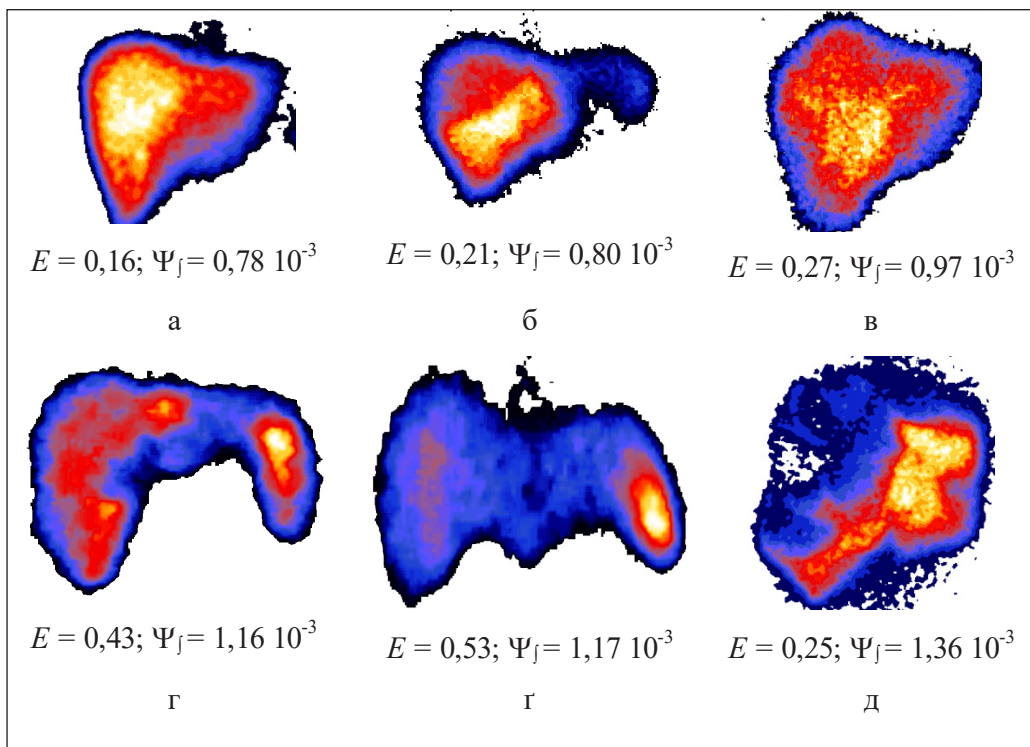 E = 0,16; Ψ∫ = 0,78 10⁻³
E = 0,21; Ψ∫ = 0,80 10⁻³
E = 0,27; Ψ∫ = 0,97 10⁻³
а
б
в
E = 0,43; Ψ∫ = 1,16 10⁻³
E = 0,53; Ψ∫ = 1,17 10⁻³
E = 0,25; Ψ∫ = 1,36 10⁻³
г
ґ
д